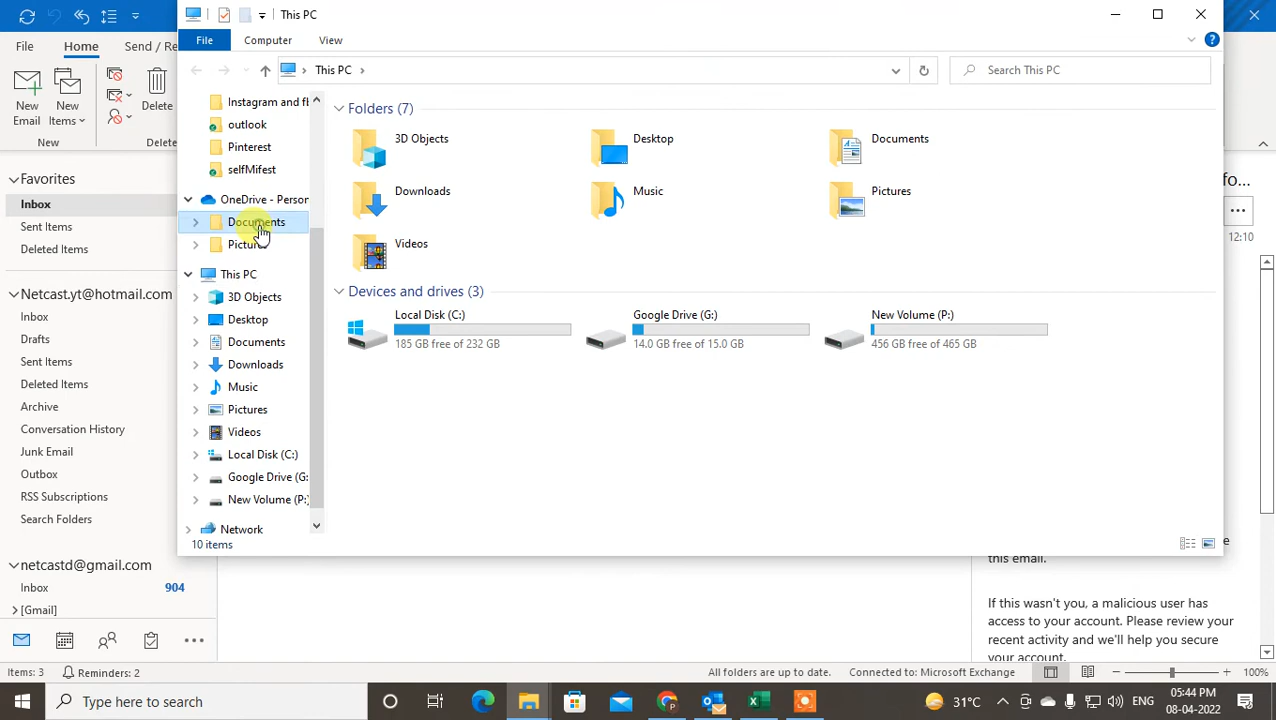 This PC
File
Computer
View
This PC
Search This PC
File
Home
Send / Re
New
Email
New
Items
Delete
New
Delete
Favorites
Inbox
Sent Items
Deleted Items
Netcast.yt@hotmail.com
Inbox
Drafts
Sent Items
Deleted Items
Archive
Conversation History
Junk Email
Outbox
RSS Subscriptions
Search Folders
netcastd@gmail.com
Inbox 904
[Gmail]
Instagram and fb
outlook
Pinterest
selfMifest
OneDrive - Person
Documents
Pictures
This PC
3D Objects
Desktop
Documents
Downloads
Music
Pictures
Videos
Local Disk (C:)
Google Drive (G:
New Volume (P:)
Network
10 items
Folders (7)
3D Objects
Desktop
Documents
Downloads
Music
Pictures
Videos
Devices and drives (3)
Local Disk (C:)
185 GB free of 232 GB
Google Drive (G:)
14.0 GB free of 15.0 GB
New Volume (P:)
456 GB free of 465 GB
fo...
12:10
this email.
If this wasn't you, a malicious user has
access to your account. Please review your
recent activity and we'll help you secure
your account.
Items: 3
Reminders: 2
All folders are up to date.
Connected to: Microsoft Exchange
100%
Type here to search
31°C
ENG
05:44 PM
08-04-2022